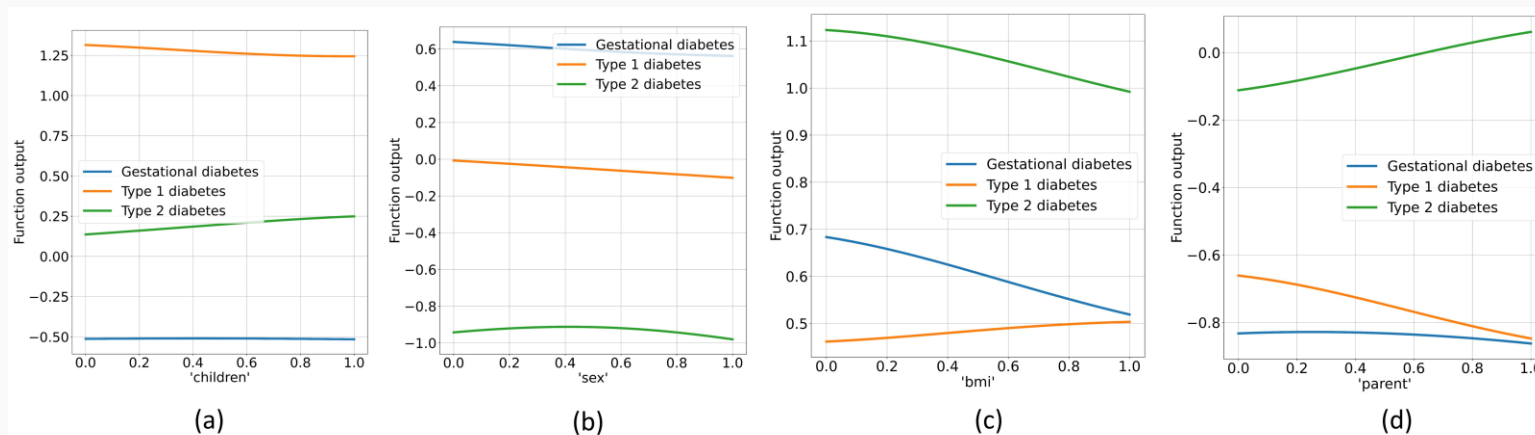 1.25
1.00
0.75
0.50
0.25
0.00
−0.25
−0.50
Function output
Gestational diabetes
Type 1 diabetes
Type 2 diabetes
0.0 0.2 0.4 0.6 0.8 1.0
'children'
(a)
0.6
0.4
0.2
0.0
−0.2
−0.4
−0.6
−0.8
−1.0
Function output
Gestational diabetes
Type 1 diabetes
Type 2 diabetes
0.0 0.2 0.4 0.6 0.8 1.0
'sex'
(b)
1.1
1.0
0.9
0.8
0.7
0.6
0.5
Function output
Gestational diabetes
Type 1 diabetes
Type 2 diabetes
0.0 0.2 0.4 0.6 0.8 1.0
'bmi'
(c)
0.0
−0.2
−0.4
−0.6
−0.8
Function output
Gestational diabetes
Type 1 diabetes
Type 2 diabetes
0.0 0.2 0.4 0.6 0.8
'parent'
(d)